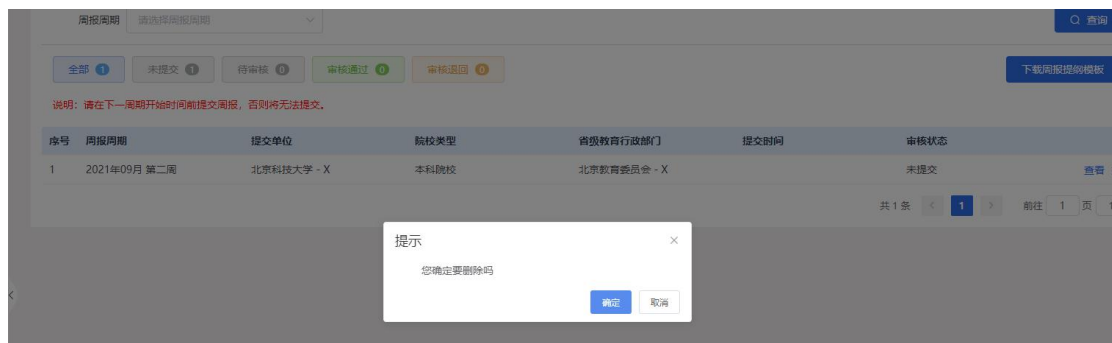 周报周期 请选择周报周期 查询
全部 1 未提交 1 待审核 0 审核通过 0 审核退回 0 下载周报提纲模板
说明：请在下一周期开始时间前提交周报，否则将无法提交。
序号 周报周期 提交单位 院校类型 省级教育行政部门 提交时间 审核状态
1 2021年09月 第二周 北京科技大学 - X 本科院校 北京教育委员会 - X 未提交 查看
共 1 条 < 1 > 前往 1 页 1
提示 ×
您确定要删除吗
确定 取消